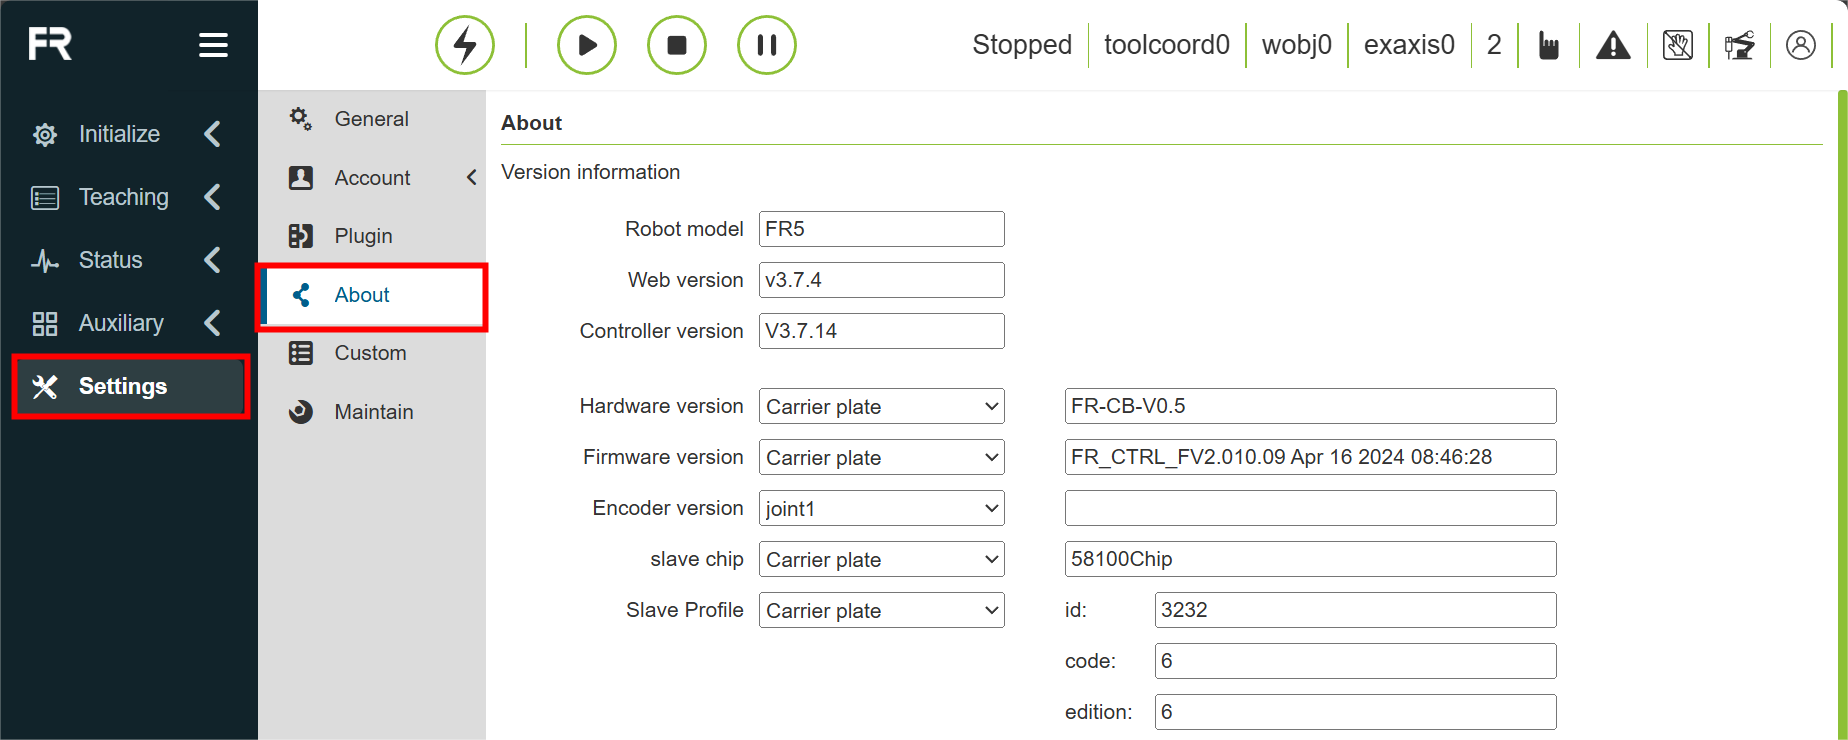 FR
Stopped
toolcoord0
wobj0
exaxis0
2
Initialize
Teaching
Status
Auxiliary
Settings
General
Account
Plugin
About
Custom
Maintain
About
Version information
Robot model FR5
Web version v3.7.4
Controller version V3.7.14
Hardware version Carrier plate FR-CB-V0.5
Firmware version Carrier plate FR_CTRL_FV2.010.09 Apr 16 2024 08:46:28
Encoder version joint1
slave chip Carrier plate 58100Chip
Slave Profile Carrier plate id: 3232
code: 6
edition: 6